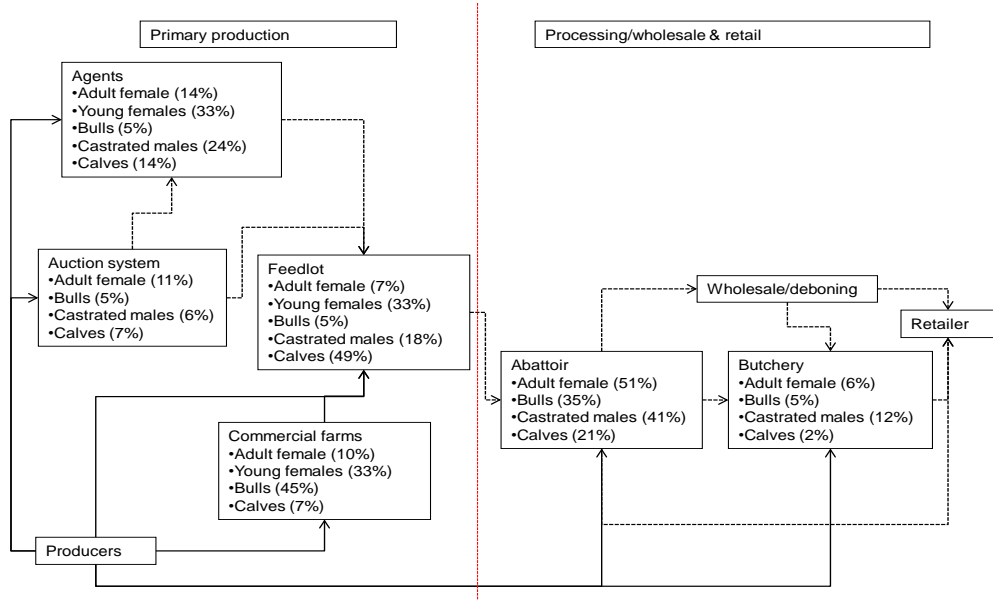 Primary production
Processing/wholesale & retail
Agents
•Adult female (14%)
•Young females (33%)
•Bulls (5%)
•Castrated males (24%)
•Calves (14%)
Auction system
•Adult female (11%)
•Bulls (5%)
•Castrated males (6%)
•Calves (7%)
Feedlot
•Adult female (7%)
•Young females (33%)
•Bulls (5%)
•Castrated males (18%)
•Calves (49%)
Wholesale/deboning
Retailer
Abattoir
•Adult female (51%)
•Bulls (35%)
•Castrated males (41%)
•Calves (21%)
Butchery
•Adult female (6%)
•Bulls (5%)
•Castrated males (12%)
•Calves (2%)
Commercial farms
•Adult female (10%)
•Young females (33%)
•Bulls (45%)
•Calves (7%)
Producers